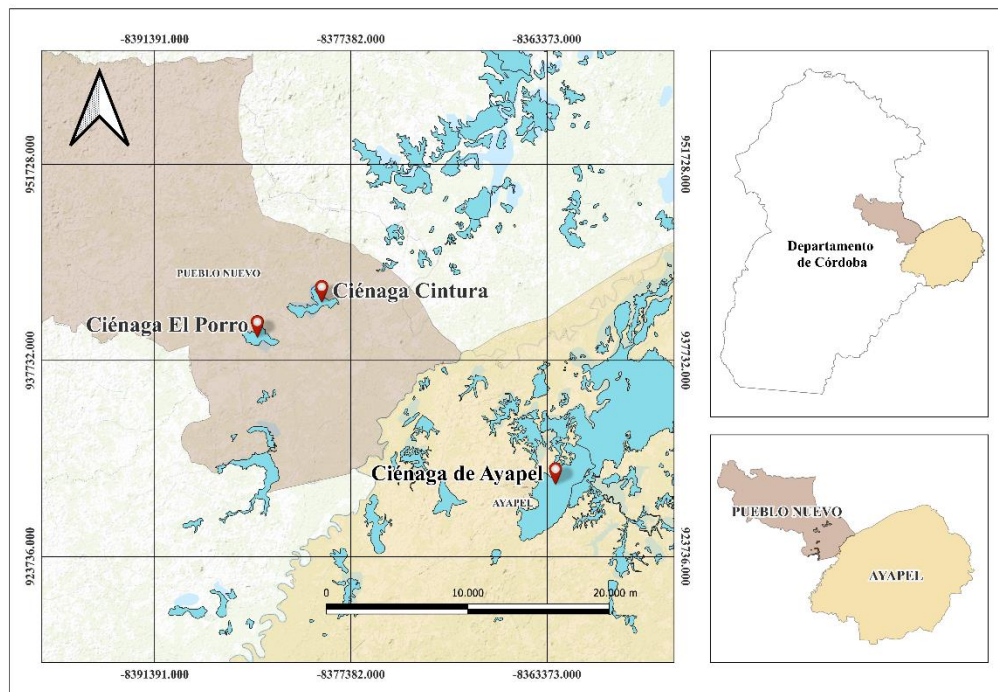 -8391391.000 -8377382.000 -8363373.000
951728.000
951728.000
PUEBLO NUEVO
Ciénaga Cintura
Ciénaga El Porro
937732.000
937732.000
Ciénaga de Ayapel
AYAPEL
923736.000
923736.000
0 10.000 20.000 m
-8391391.000 -8377382.000 -8363373.000
Departamento
de Córdoba
PUEBLO NUEVO
AYAPEL